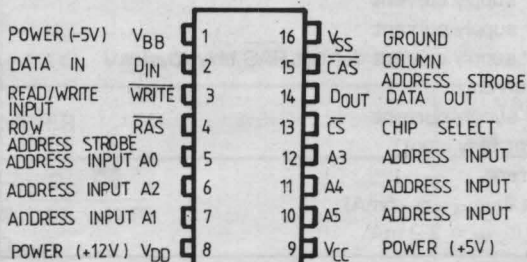 POWER (-5V) VBB 1 16 VSS GROUND
DATA IN DIN 2 15 CAS COLUMN ADDRESS STROBE
READ/WRITE INPUT WRITE 3 14 DOUT DATA OUT
ROW ADDRESS STROBE RAS 4 13 CS CHIP SELECT
ADDRESS INPUT A0 5 12 A3 ADDRESS INPUT
ADDRESS INPUT A2 6 11 A4 ADDRESS INPUT
ADDRESS INPUT A1 7 10 A5 ADDRESS INPUT
POWER (+12V) VDD 8 9 VCC POWER (+5V)